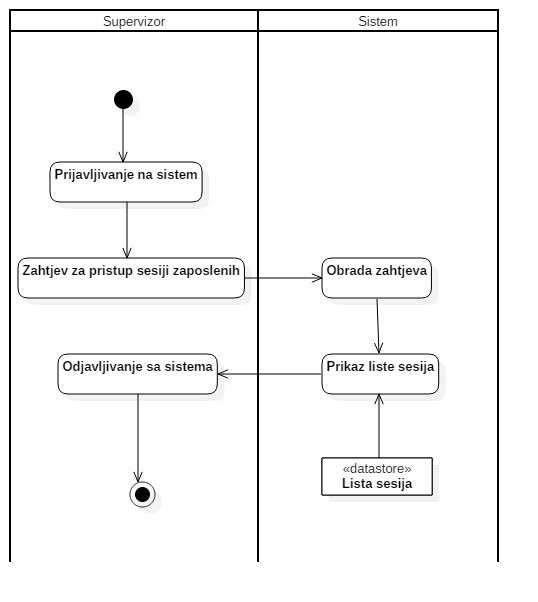 Supervizor
Sistem
Prijavljivanje na sistem
Zahtjev za pristup sesiji zaposlenih
Obrada zahtjeva
Odjavljivanje sa sistema
Prikaz liste sesija
«datastore»
Lista sesija